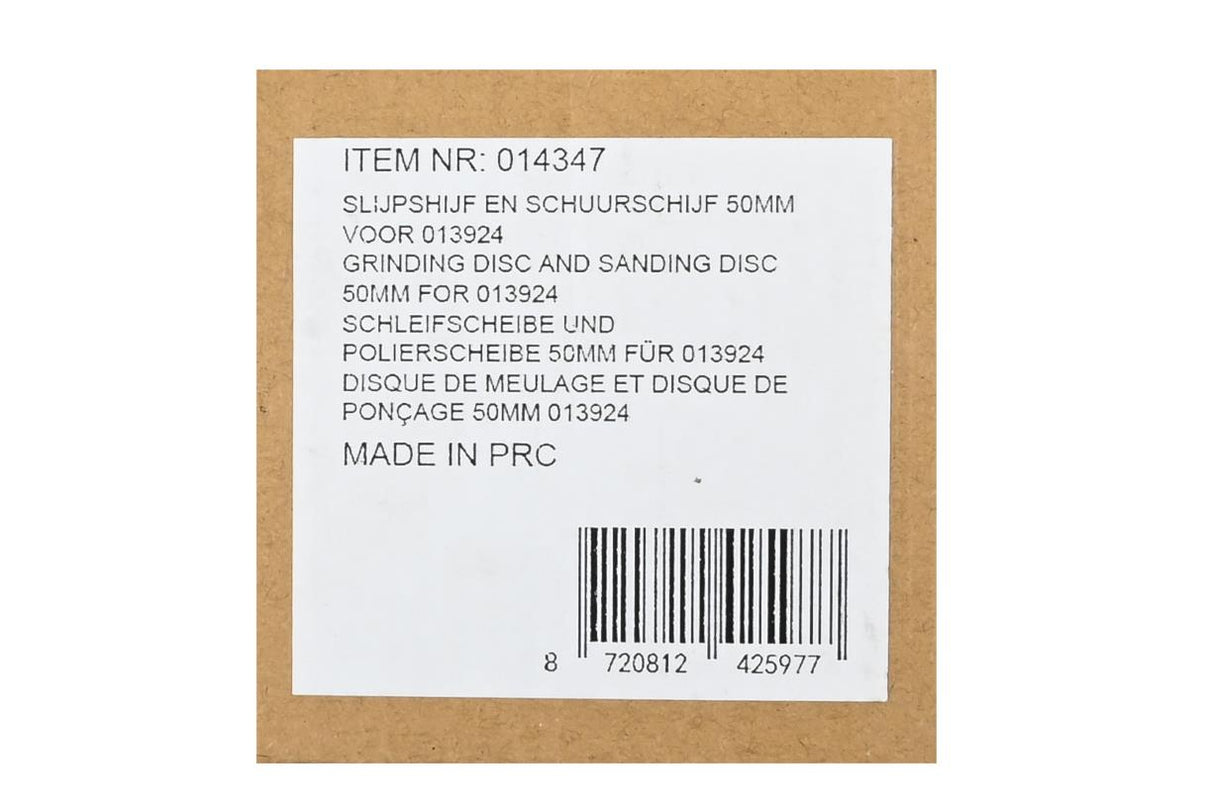 ITEM NR: 014347
SLIJPSHIJF EN SCHUURSCHIJF 50MM
VOOR 013924
GRINDING DISC AND SANDING DISC
50MM FOR 013924
SCHLEIFSCHEIBE UND
POLIERSCHEIBE 50MM FÜR 013924
DISQUE DE MEULAGE ET DISQUE DE
PONÇAGE 50MM 013924
MADE IN PRC
8 720812 425977